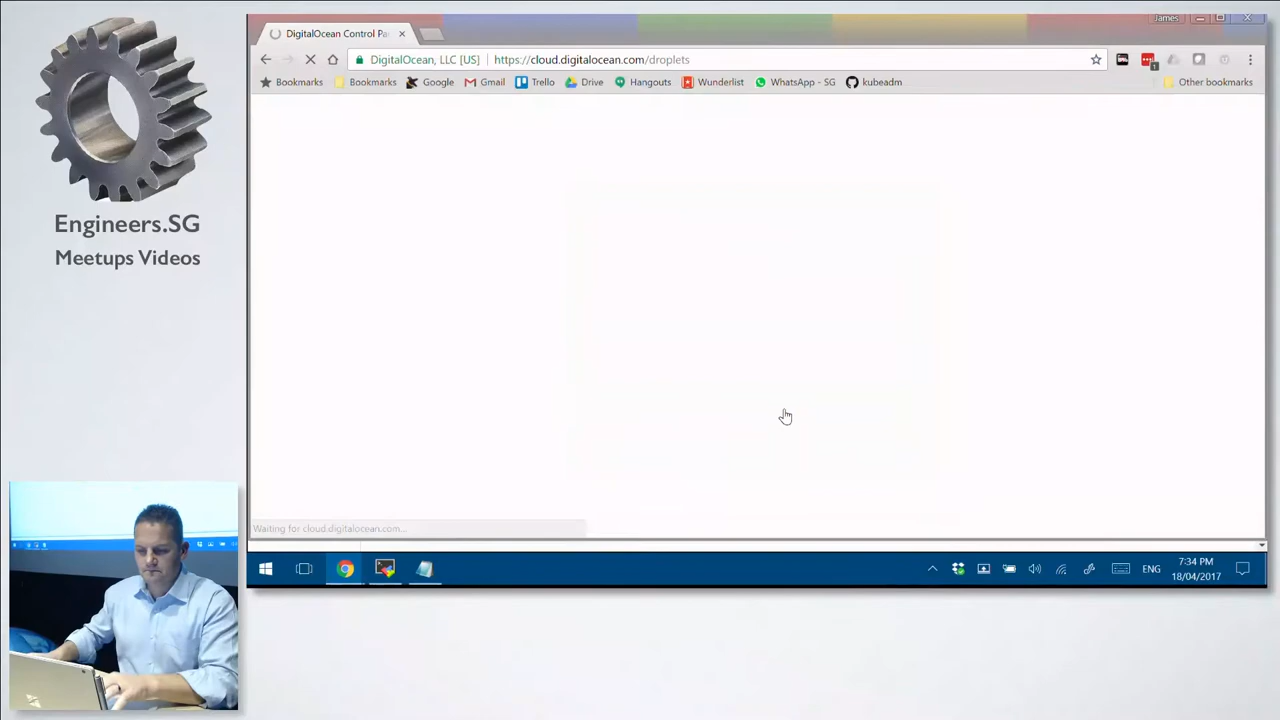 James
DigitalOcean Control Pa
DigitalOcean, LLC [US] https://cloud.digitalocean.com/droplets
Bookmarks Bookmarks Google Gmail Trello Drive Hangouts Wunderlist WhatsApp - SG kubeadm Other bookmarks
Engineers.SG
Meetups Videos
Waiting for cloud.digitalocean.com...
ENG
7:34 PM
18/04/2017